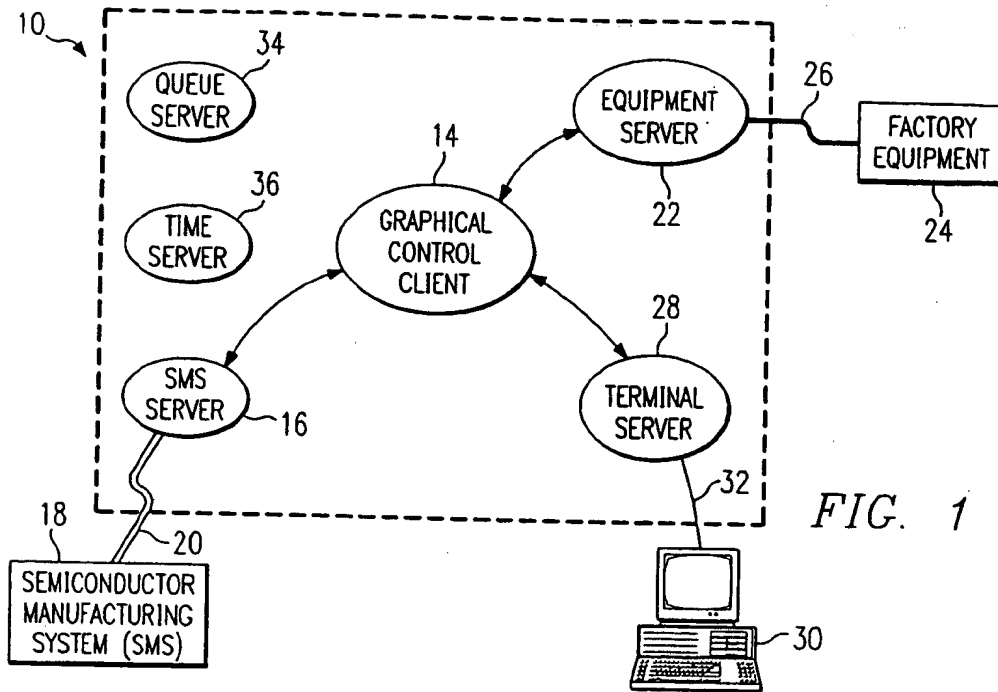 10
34
QUEUE
SERVER
EQUIPMENT
SERVER
22
26
FACTORY
EQUIPMENT
24
14
GRAPHICAL
CONTROL
CLIENT
36
TIME
SERVER
28
TERMINAL
SERVER
SMS
SERVER
16
32
FIG. 1
18
20
SEMICONDUCTOR
MANUFACTURING
SYSTEM (SMS)
30